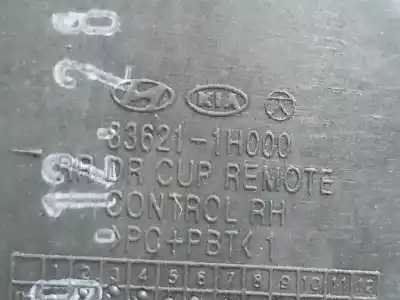 KIA
83621-1H000
RR DR CUP REMOTE
CONTROL RH
>PC+PBT< 1
1 2 3 4 5 6 7 8 9 10 11 12